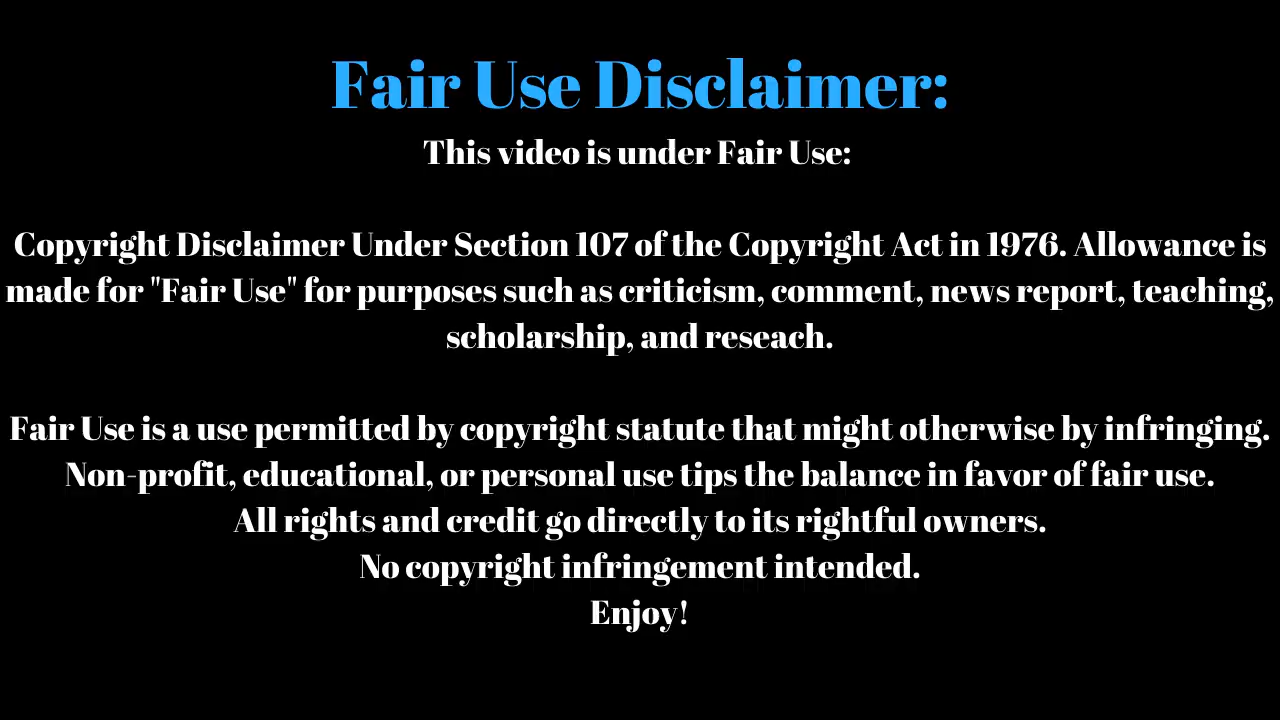 Fair Use Disclaimer:
This video is under Fair Use:
Copyright Disclaimer Under Section 107 of the Copyright Act in 1976. Allowance is
made for "Fair Use" for purposes such as criticism, comment, news report, teaching,
scholarship, and reseach.
Fair Use is a use permitted by copyright statute that might otherwise by infringing.
Non-profit, educational, or personal use tips the balance in favor of fair use.
All rights and credit go directly to its rightful owners.
No copyright infringement intended.
Enjoy!